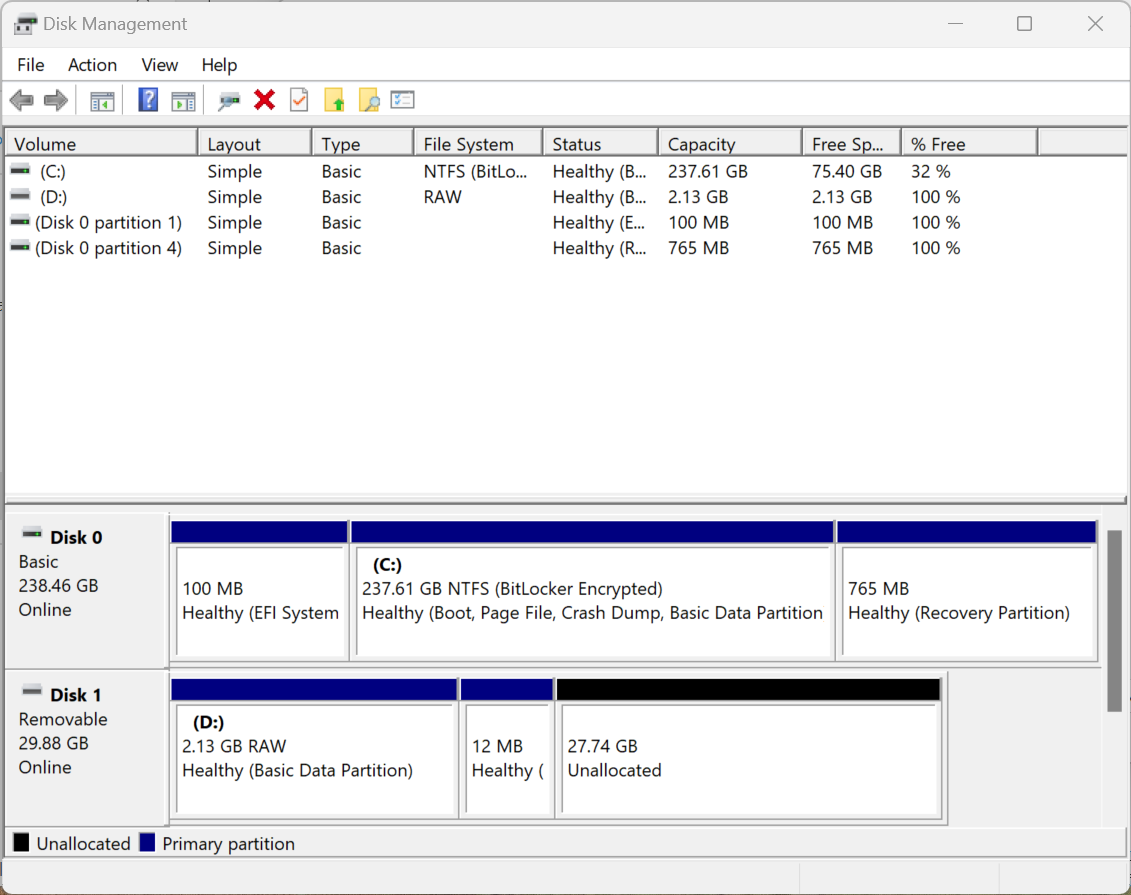 Disk Management
File Action View Help
Volume Layout Type File System Status Capacity Free Sp... % Free
(C:) Simple Basic NTFS (BitLo... Healthy (B... 237.61 GB 75.40 GB 32 %
(D:) Simple Basic RAW Healthy (B... 2.13 GB 2.13 GB 100 %
(Disk 0 partition 1) Simple Basic Healthy (E... 100 MB 100 MB 100 %
(Disk 0 partition 4) Simple Basic Healthy (R... 765 MB 765 MB 100 %
Disk 0
Basic
238.46 GB
Online
100 MB
Healthy (EFI System
(C:)
237.61 GB NTFS (BitLocker Encrypted)
Healthy (Boot, Page File, Crash Dump, Basic Data Partition
765 MB
Healthy (Recovery Partition)
Disk 1
Removable
29.88 GB
Online
(D:)
2.13 GB RAW
Healthy (Basic Data Partition)
12 MB
Healthy (
27.74 GB
Unallocated
Unallocated Primary partition